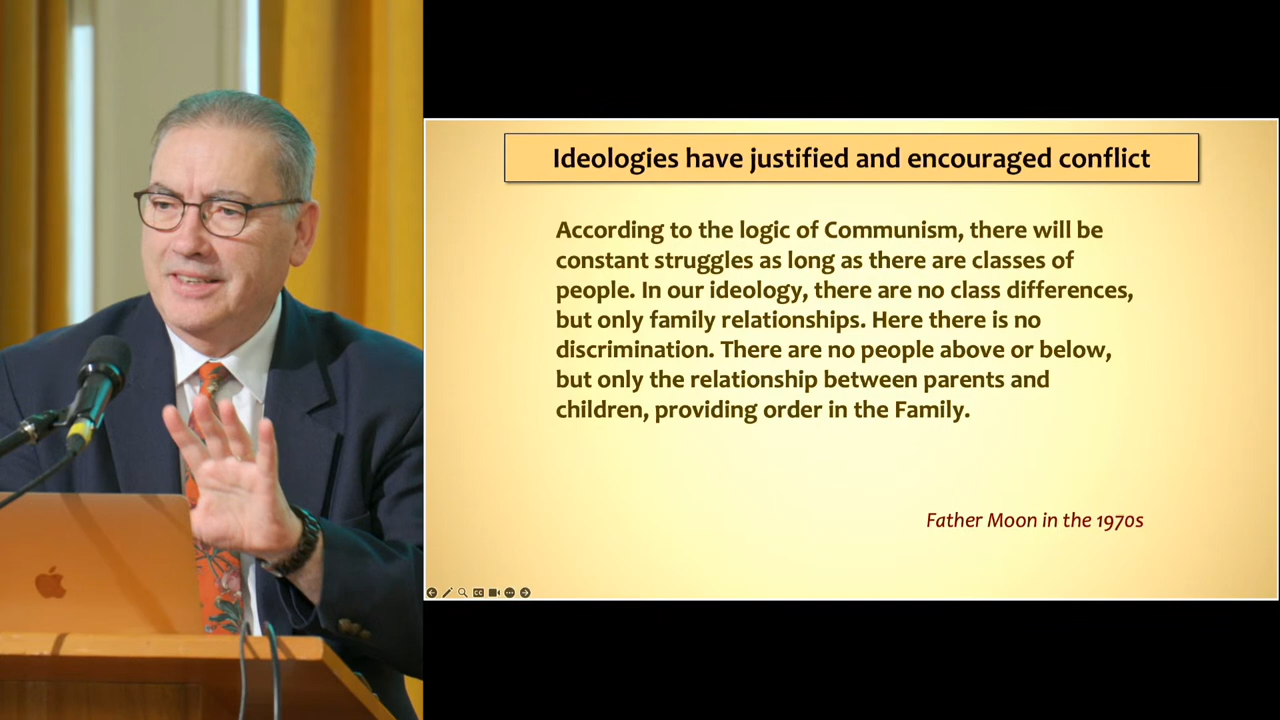 Ideologies have justified and encouraged conflict
According to the logic of Communism, there will be
constant struggles as long as there are classes of
people. In our ideology, there are no class differences,
but only family relationships. Here there is no
discrimination. There are no people above or below,
but only the relationship between parents and
children, providing order in the Family.
Father Moon in the 1970s